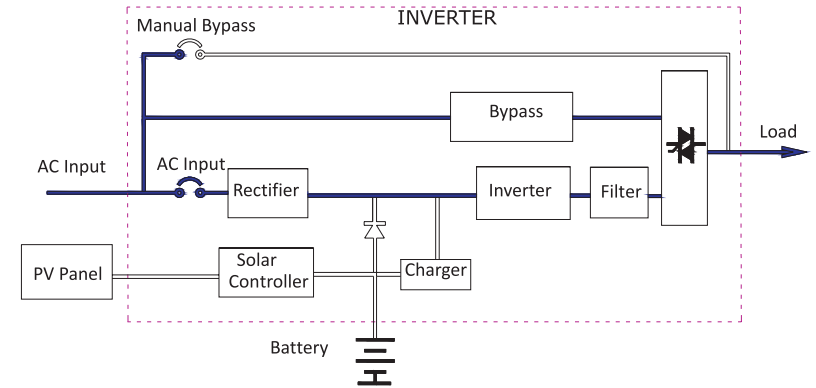 INVERTER
Manual Bypass
Bypass
Load
AC Input
AC Input
Rectifier
Inverter
Filter
PV Panel
Solar
Controller
Charger
Battery